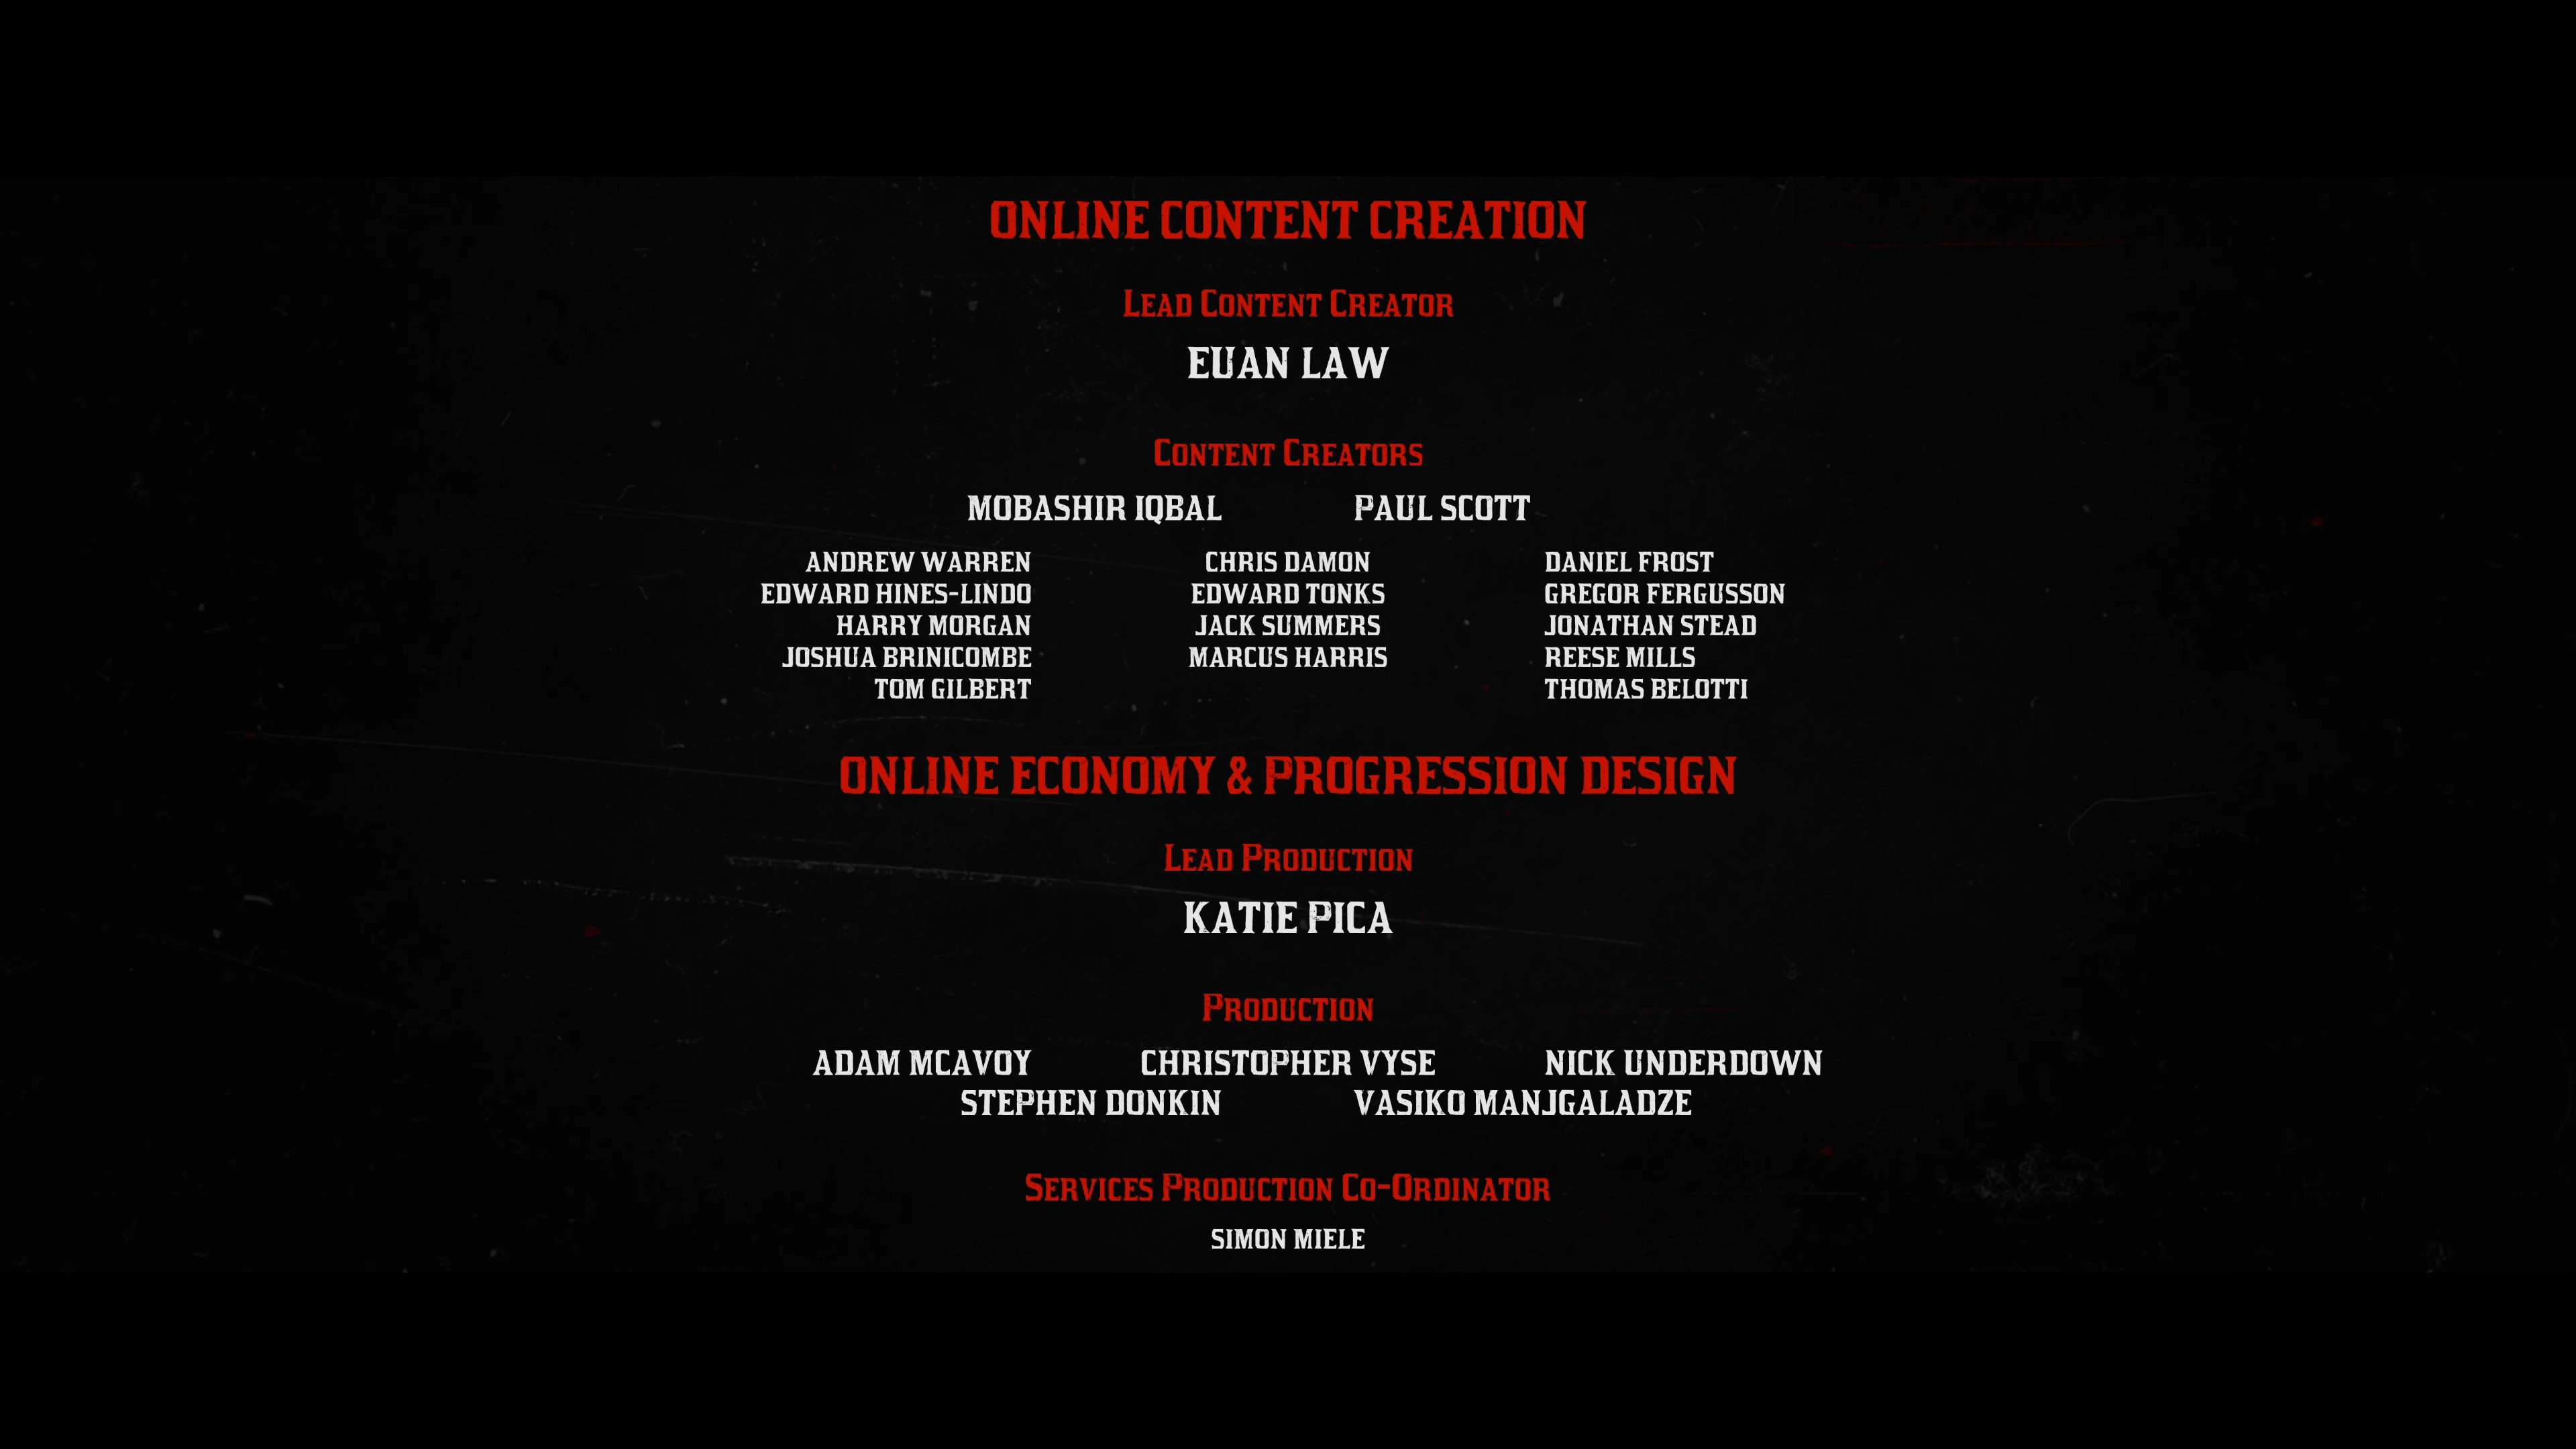 ONLINE CONTENT CREATION
LEAD CONTENT CREATOR
EUAN LAW
CONTENT CREATORS
MOBASHIR IQBAL PAUL SCOTT
ANDREW WARREN CHRIS DAMON DANIEL FROST
EDWARD HINES-LINDO EDWARD TONKS GREGOR FERGUSSON
HARRY MORGAN JACK SUMMERS JONATHAN STEAD
JOSHUA BRINICOMBE MARCUS HARRIS REESE MILLS
TOM GILBERT THOMAS BELOTTI
ONLINE ECONOMY & PROGRESSION DESIGN
LEAD PRODUCTION
KATIE PICA
PRODUCTION
ADAM MCAVOY CHRISTOPHER VYSE NICK UNDERDOWN
STEPHEN DONKIN VASIKO MANJGALADZE
SERVICES PRODUCTION CO-ORDINATOR
SIMON MIELE